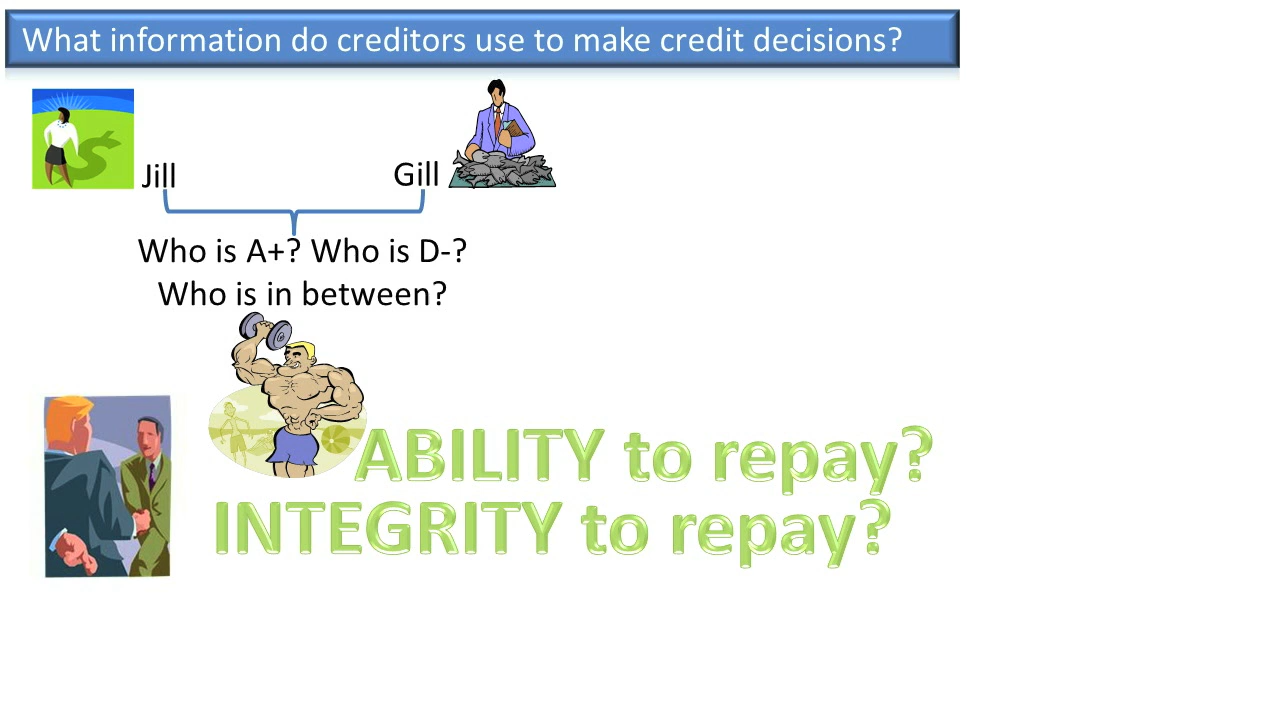 What information do creditors use to make credit decisions?
Jill
Gill
Who is A+? Who is D-?
Who is in between?
ABILITY to repay?
INTEGRITY to repay?